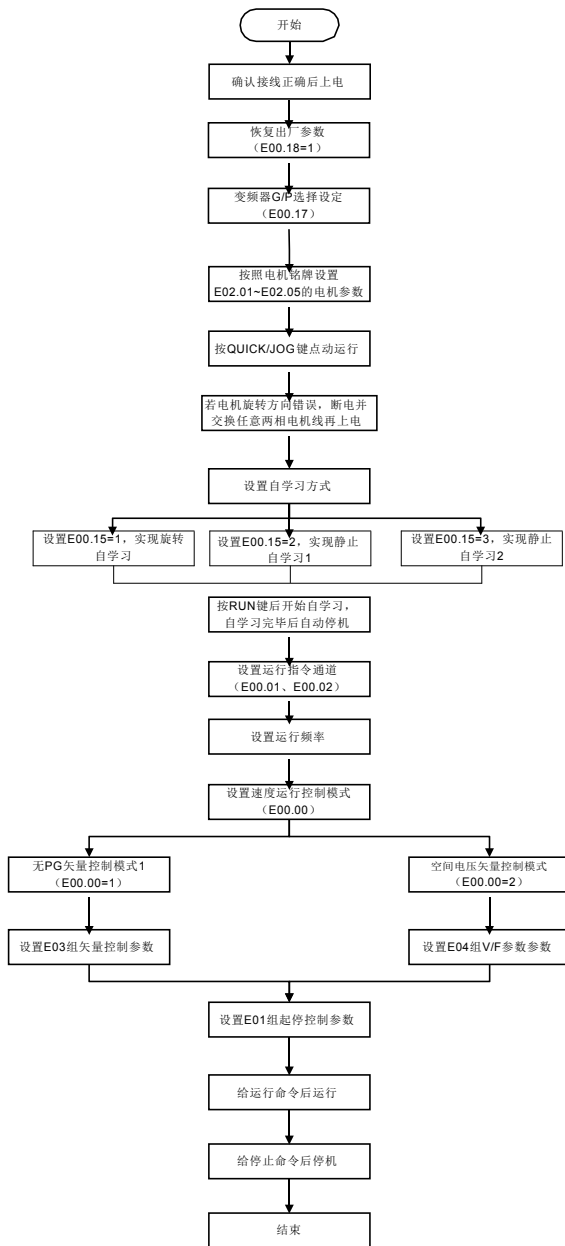 开始
确认接线正确后上电
恢复出厂参数
（E00.18=1）
变频器G/P选择设定
（E00.17）
按照电机铭牌设置
E02.01~E02.05的电机参数
按QUICK/JOG键点动运行
若电机旋转方向错误，断电并
交换任意两相电机线再上电
设置自学习方式
设置E00.15=1，实现旋转
自学习
设置E00.15=2，实现静止
自学习1
设置E00.15=3，实现静止
自学习2
按RUN键后开始自学习，
自学习完毕后自动停机
设置运行指令通道
（E00.01、E00.02）
设置运行频率
设置速度运行控制模式
（E00.00）
无PG矢量控制模式1
（E00.00=1）
空间电压矢量控制模式
（E00.00=2）
设置E03组矢量控制参数
设置E04组V/F参数参数
设置E01组起停控制参数
给运行命令后运行
给停止命令后停机
结束